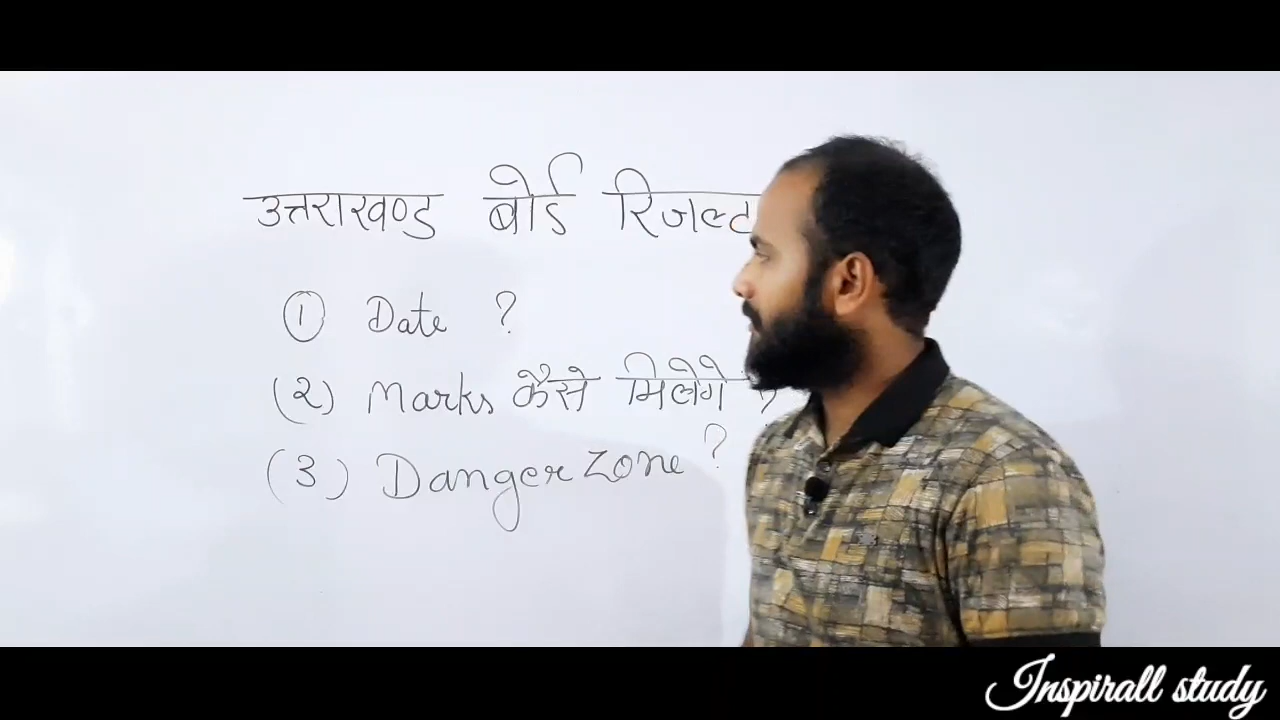 उत्तराखण्ड बोर्ड रिजल्ट
① Date ?
(2) Marks कैसे मिलेगे ?
(3) Danger Zone ?
Inspirall study